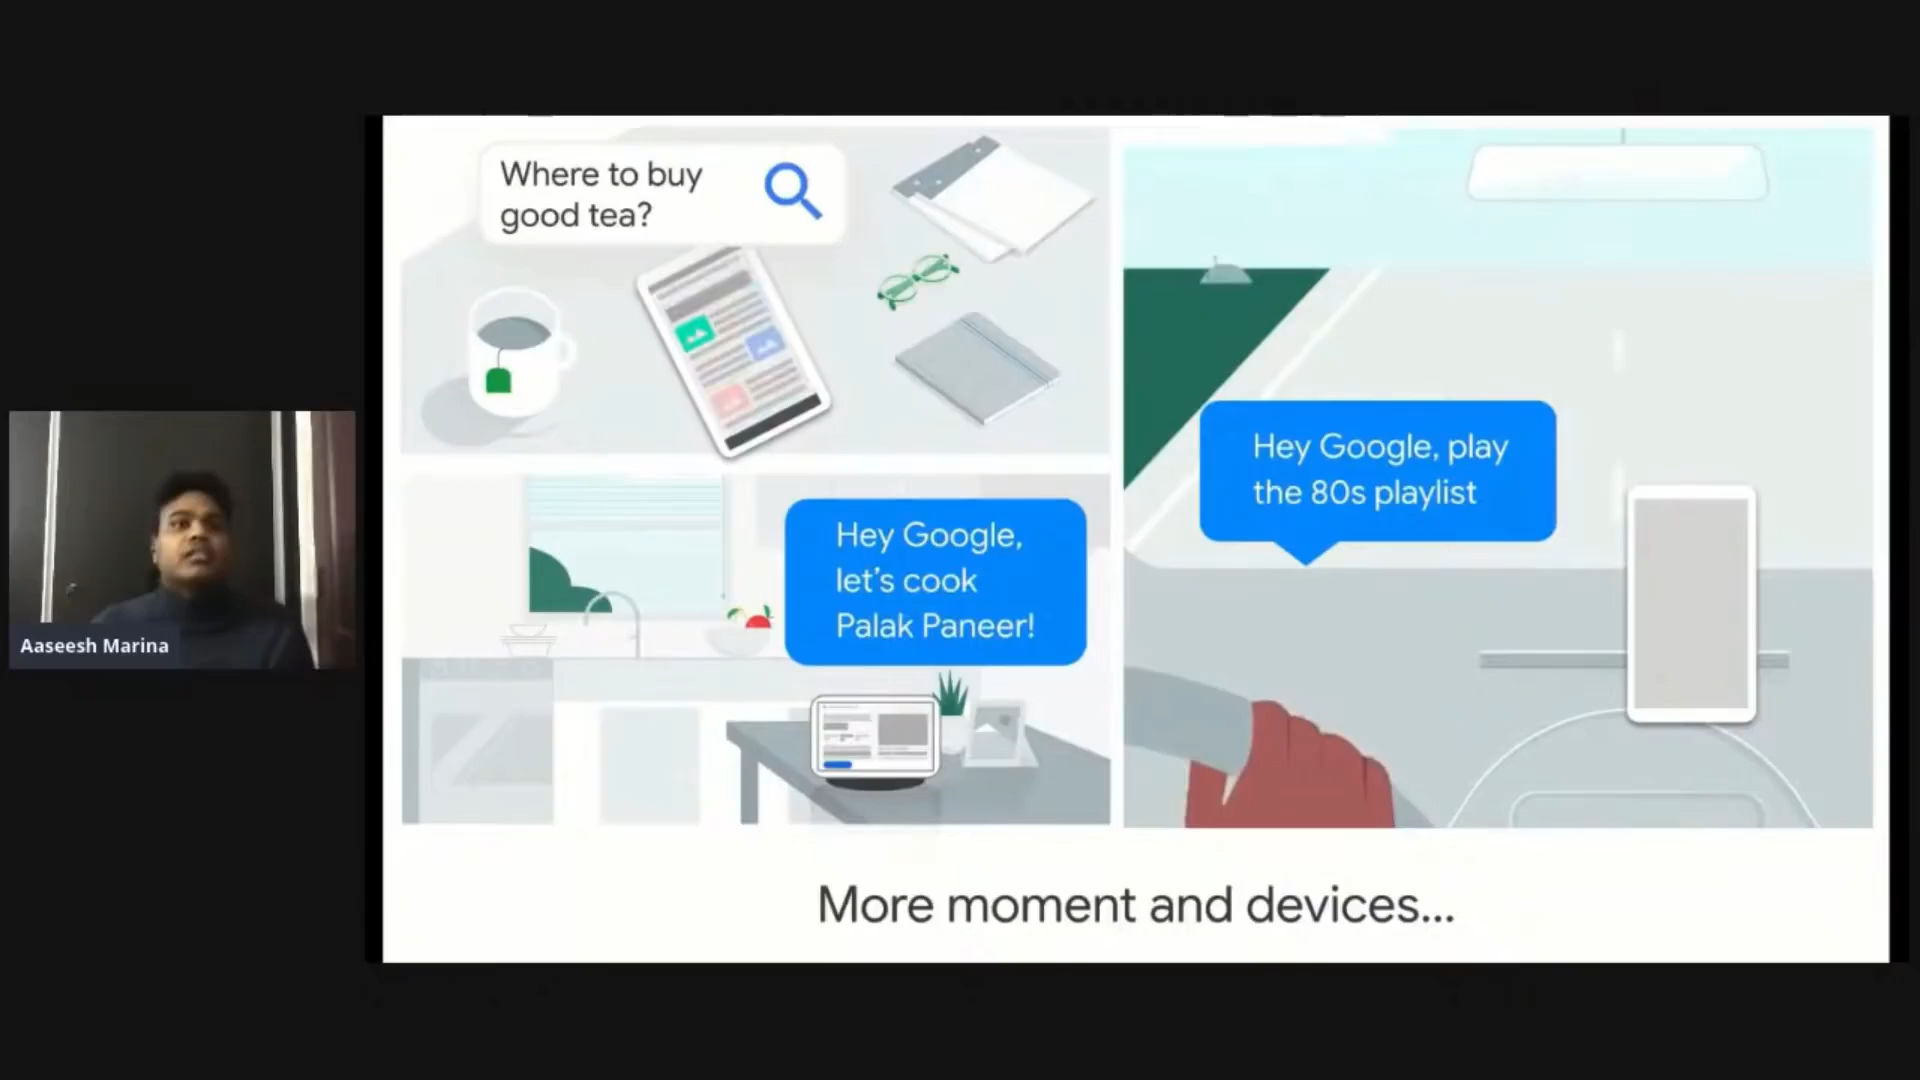 Where to buy
good tea?
Hey Google, play
the 80s playlist
Hey Google,
let's cook
Palak Paneer!
Aaseesh Marina
More moment and devices...